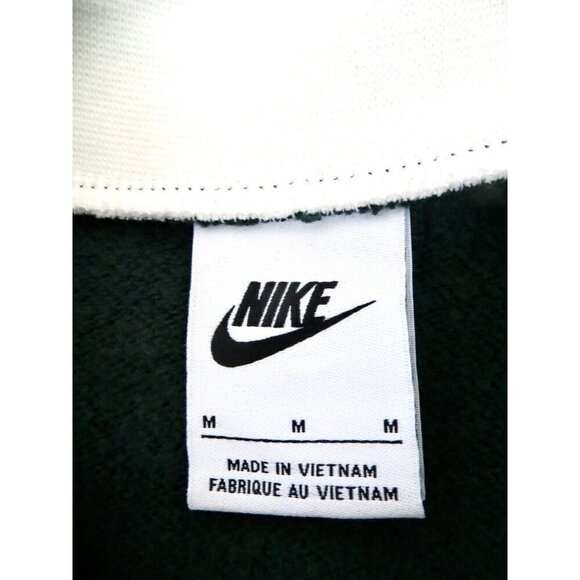 NIKE
M M M
MADE IN VIETNAM
FABRIQUE AU VIETNAM